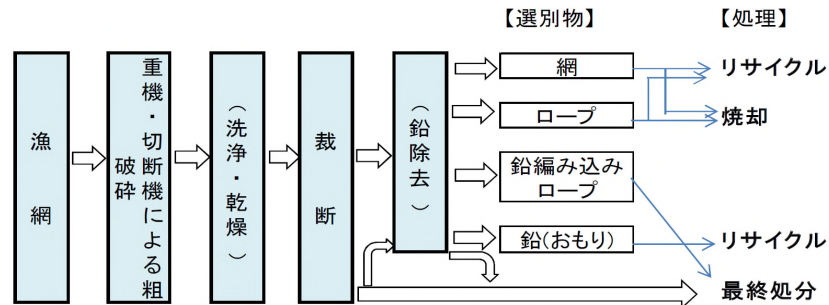 【選別物】
【処理】
漁網
重機・切断機による粗
破砕
(洗浄・乾燥)
裁断
(鉛除去)
網
ロープ
鉛編み込み
ロープ
鉛(おもり)
リサイクル
焼却
リサイクル
最終処分